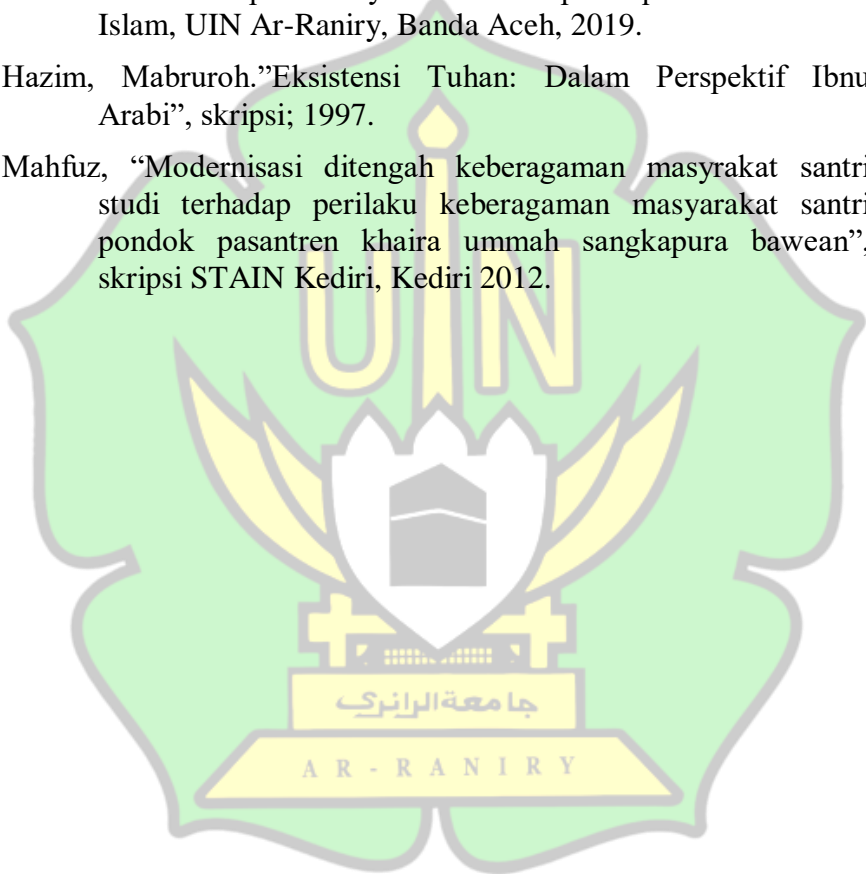 Islam, UIN Ar-Raniry, Banda Aceh, 2019.
Hazim, Mabruroh.”Eksistensi Tuhan: Dalam Perspektif Ibnu
Arabi”, skripsi; 1997.
Mahfuz, “Modernisasi ditengah keberagaman masyrakat santri
studi terhadap perilaku keberagaman masyarakat santri
pondok pasantren khaira ummah sangkapura bawean”,
skripsi STAIN Kediri, Kediri 2012.
UIN
جامعة الرانري
AR-RANIRY